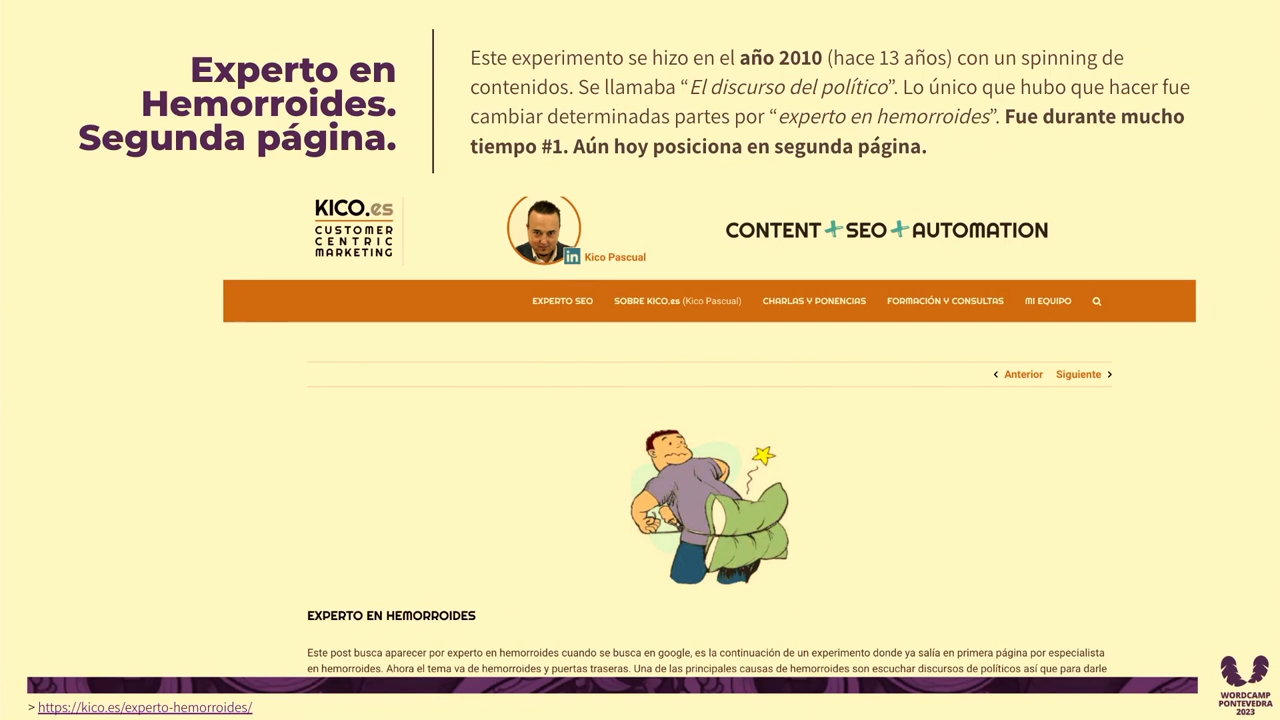 Experto en
Hemorroides.
Segunda página.
Este experimento se hizo en el año 2010 (hace 13 años) con un spinning de
contenidos. Se llamaba “El discurso del político”. Lo único que hubo que hacer fue
cambiar determinadas partes por “experto en hemorroides”. Fue durante mucho
tiempo #1. Aún hoy posiciona en segunda página.
KICO.es
CUSTOMER
CENTRIC
MARKETING
in Kico Pascual
CONTENT+SEO+AUTOMATION
EXPERTO SEO SOBRE KICO.es (Kico Pascual) CHARLAS Y PONENCIAS FORMACIÓN Y CONSULTAS MI EQUIPO
‹ Anterior Siguiente ›
EXPERTO EN HEMORROIDES
Este post busca aparecer por experto en hemorroides cuando se busca en google, es la continuación de un experimento donde ya salía en primera página por especialista
en hemorroides. Ahora el tema va de hemorroides y puertas traseras. Una de las principales causas de hemorroides son escuchar discursos de políticos así que para darle
> https://kico.es/experto-hemorroides/
WORDCAMP
PONTEVEDRA
2023